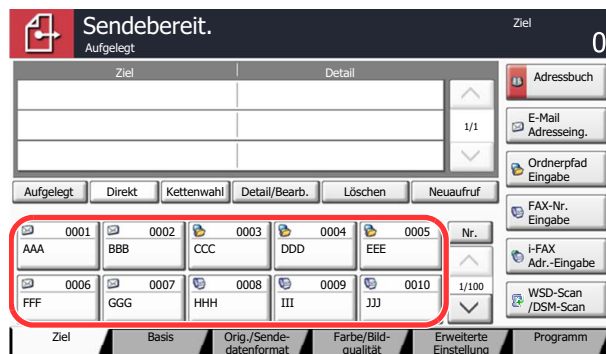 Sendebereit.
Aufgelegt
Ziel
0
Ziel Detail
1/1
Adressbuch
E-Mail
Adresseing.
Ordnerpfad
Eingabe
FAX-Nr.
Eingabe
i-FAX
Adr.-Eingabe
WSD-Scan
/DSM-Scan
Aufgelegt Direkt Kettenwahl Detail/Bearb. Löschen Neuaufruf
0001 0002 0003 0004 0005
AAA BBB CCC DDD EEE
0006 0007 0008 0009 0010
FFF GGG HHH III JJJ
Nr.
1/100
Ziel Basis Orig./Sende-
datenformat Farbe/Bild-
qualität Erweiterte
Einstellung Programm